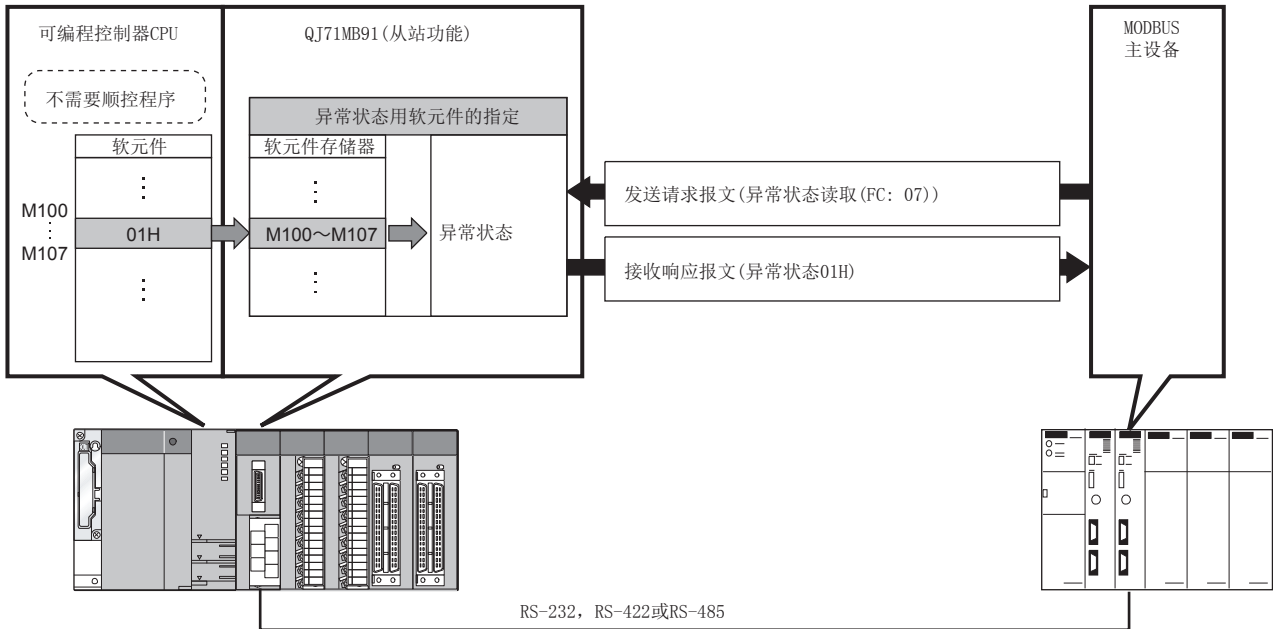 可编程控制器CPU
不需要顺控程序
软元件
M100
M107
01H
QJ71MB91(从站功能)
异常状态用软元件的指定
软元件存储器
M100～M107
异常状态
发送请求报文(异常状态读取(FC: 07))
接收响应报文(异常状态01H)
MODBUS
主设备
RS-232, RS-422或RS-485